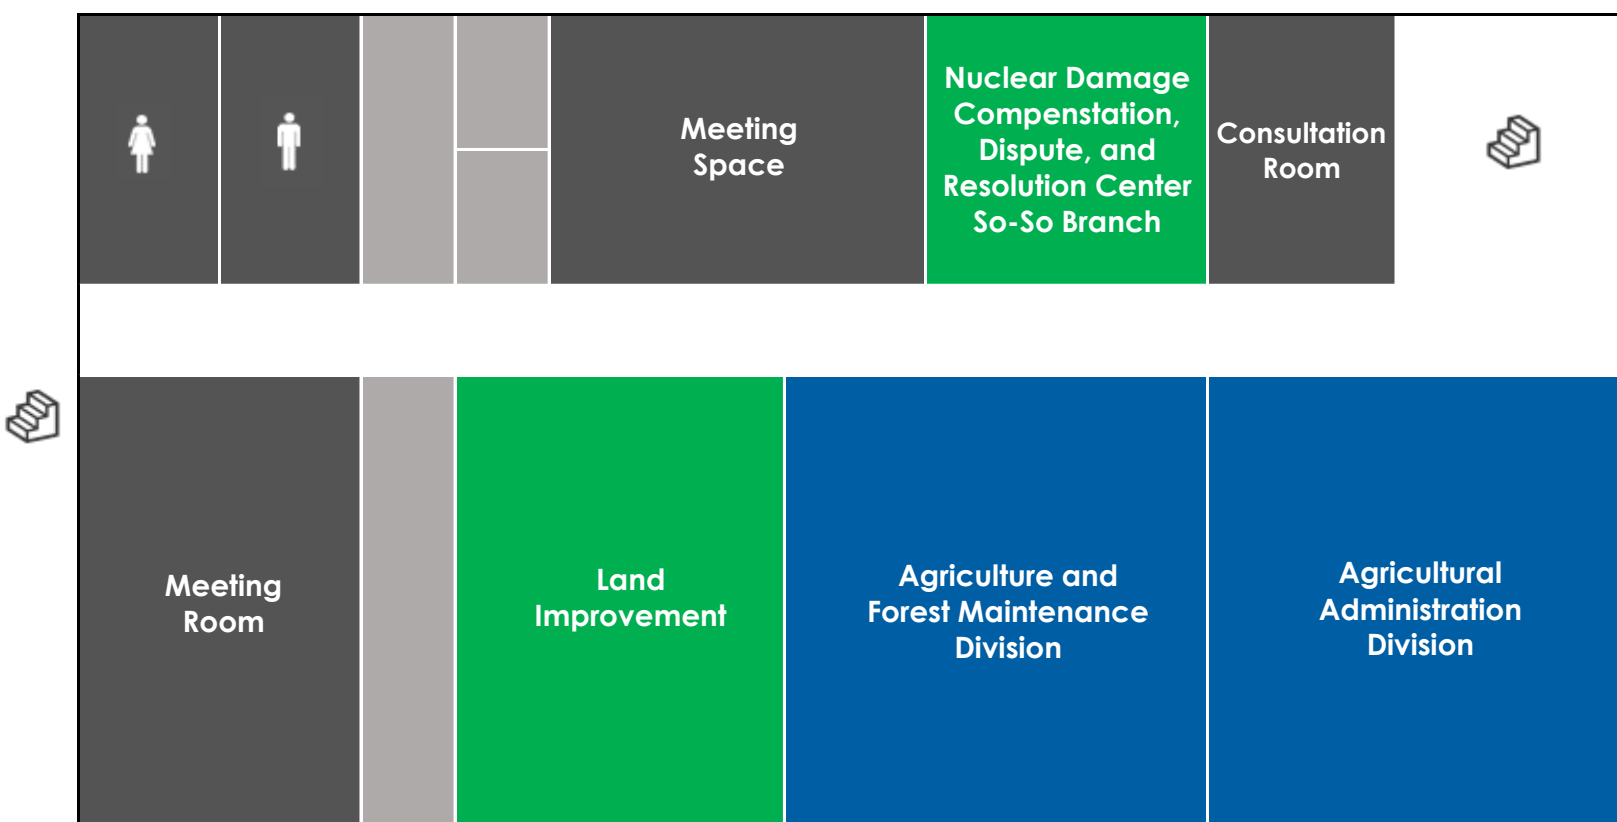 Meeting
Space
Nuclear Damage
Compenstation,
Dispute, and
Resolution Center
So-So Branch
Consultation
Room
Meeting
Room
Land
Improvement
Agriculture and
Forest Maintenance
Division
Agricultural
Administration
Division